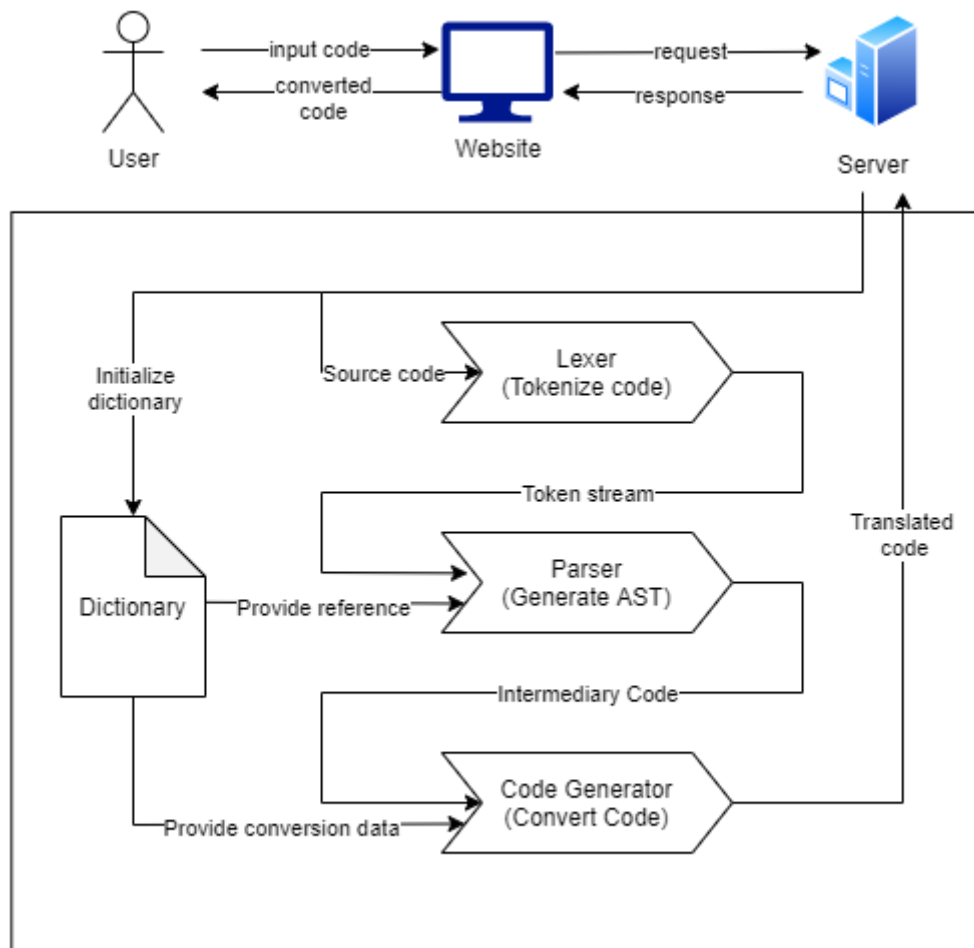 input code
request
converted
code
response
User
Website
Server
Initialize
dictionary
Source code
Lexer
(Tokenize code)
Token stream
Translated
code
Dictionary
Provide reference
Parser
(Generate AST)
Intermediary Code
Code Generator
(Convert Code)
Provide conversion data